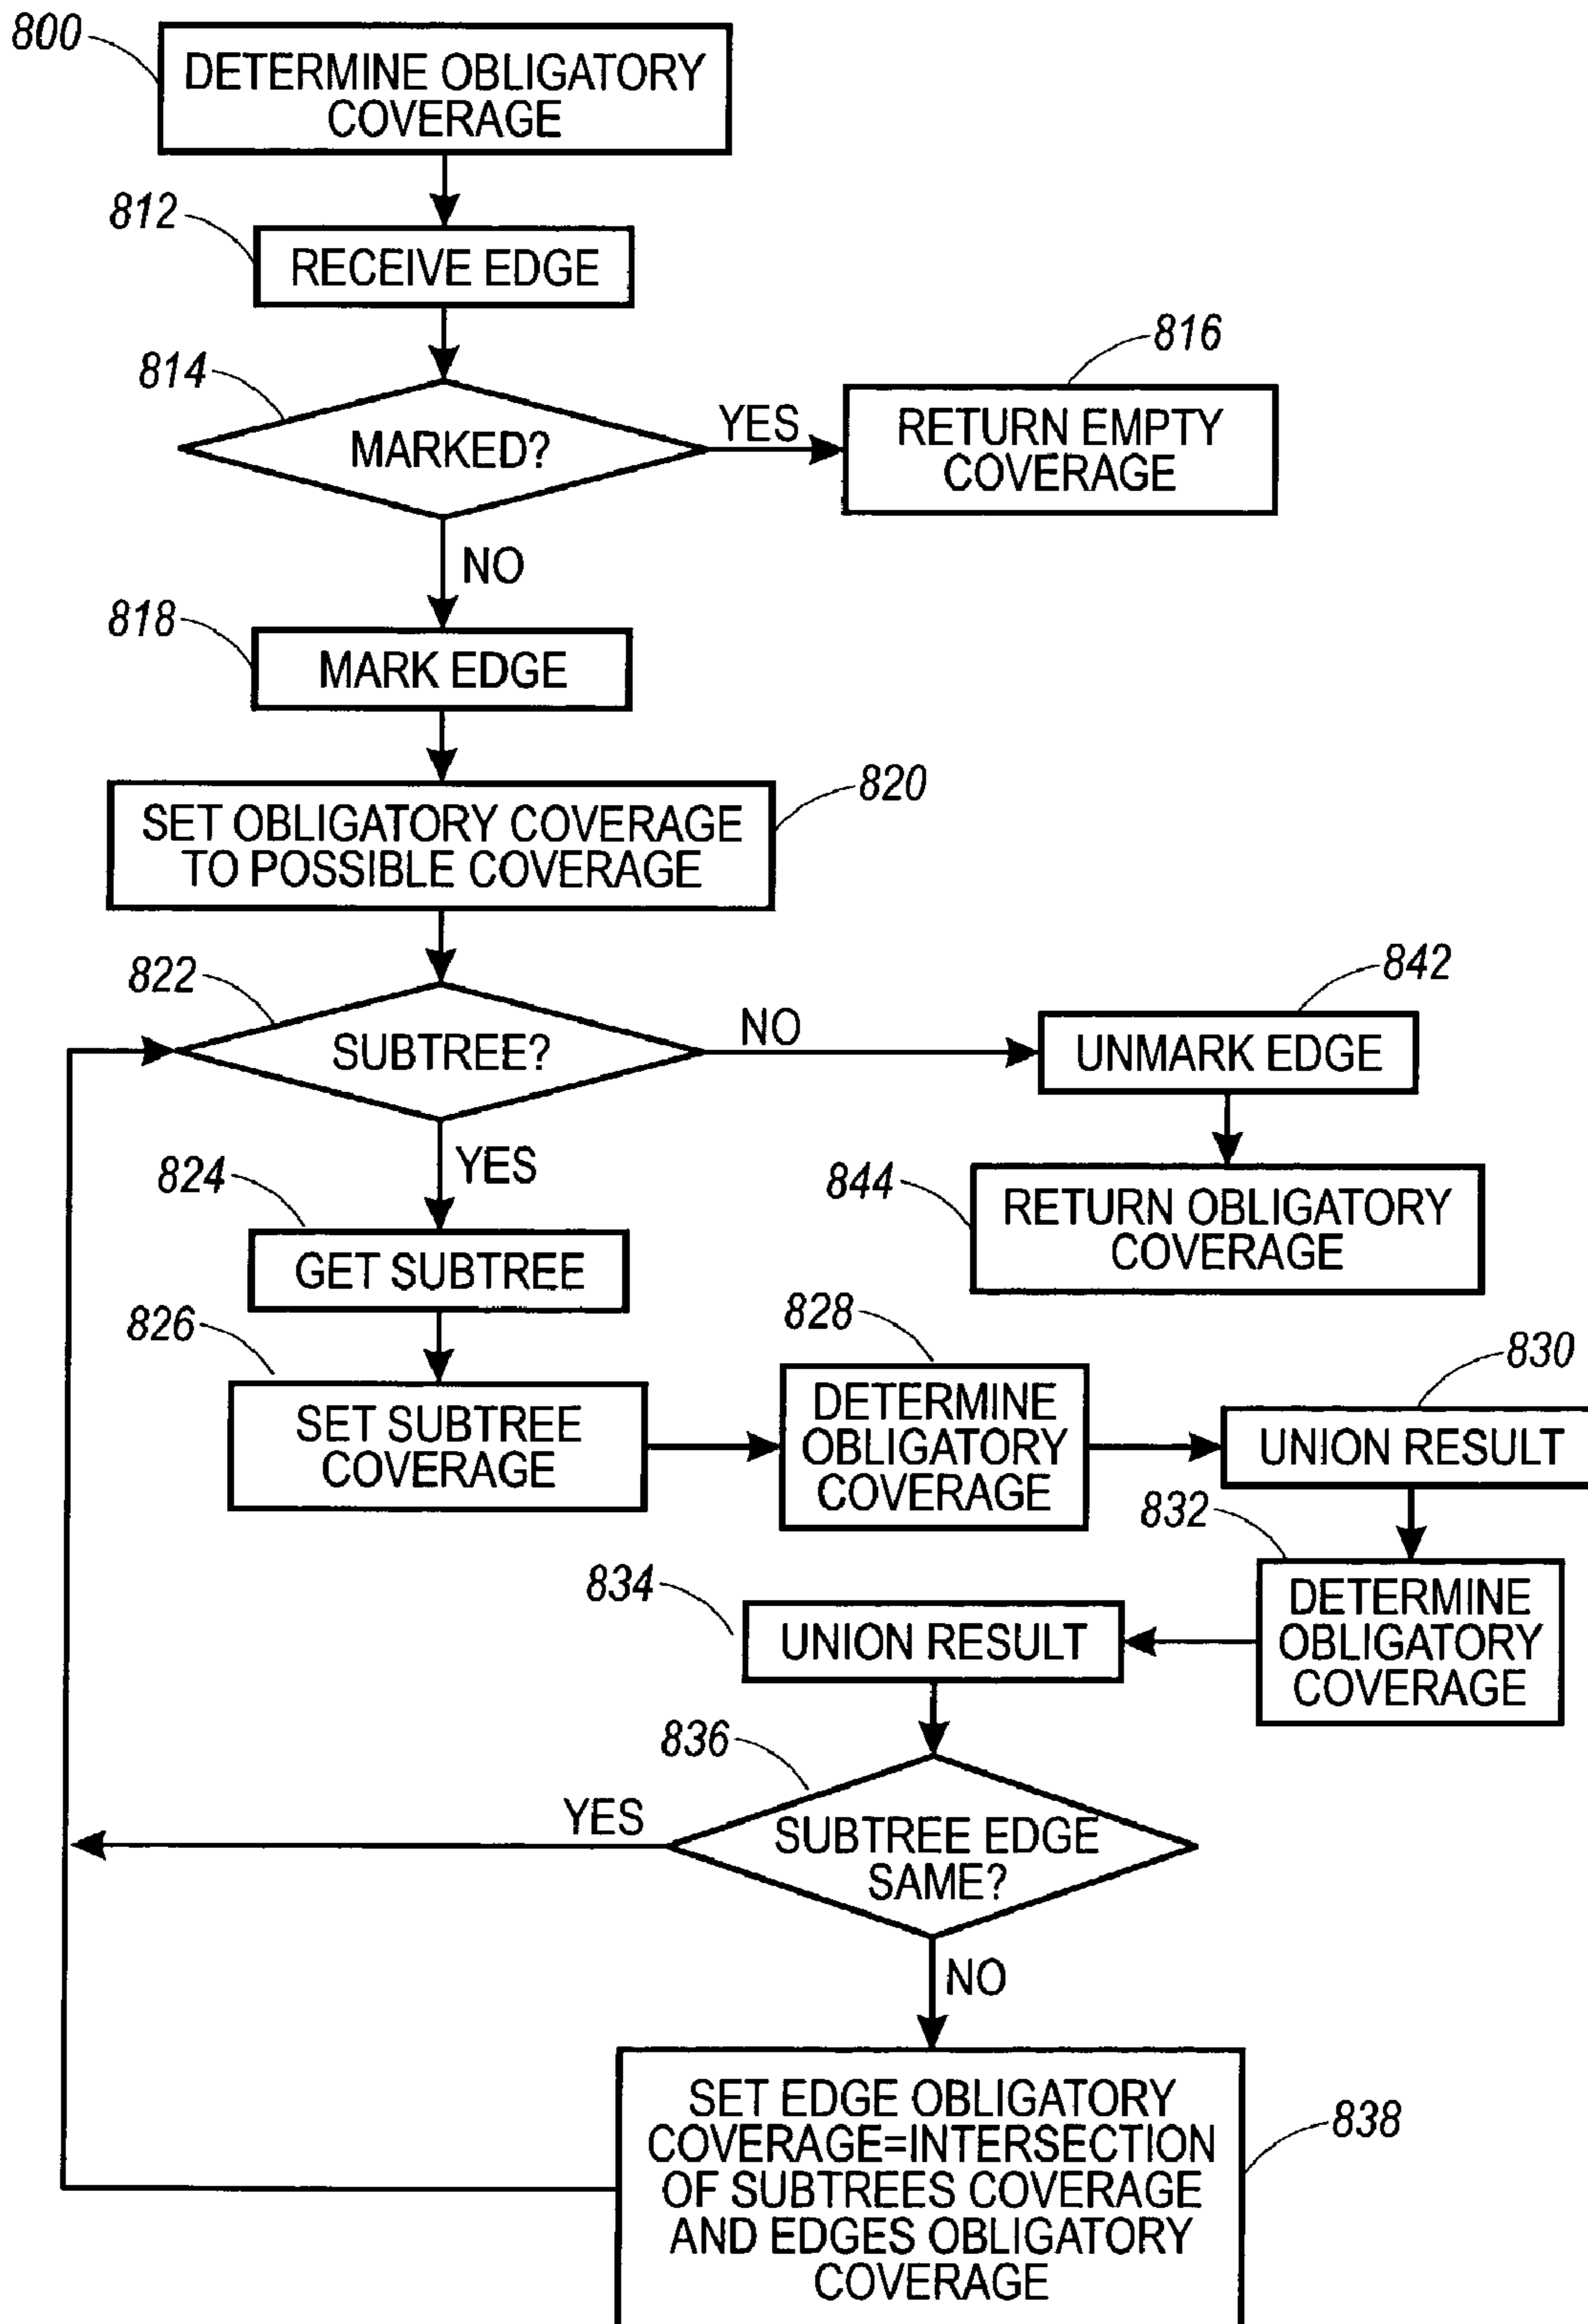 800
DETERMINE OBLIGATORY
COVERAGE
812
RECEIVE EDGE
814
MARKED?
YES
816
RETURN EMPTY
COVERAGE
NO
818
MARK EDGE
820
SET OBLIGATORY COVERAGE
TO POSSIBLE COVERAGE
822
SUBTREE?
NO
842
UNMARK EDGE
YES
844
RETURN OBLIGATORY
COVERAGE
824
GET SUBTREE
826
SET SUBTREE
COVERAGE
828
DETERMINE
OBLIGATORY
COVERAGE
830
UNION RESULT
832
DETERMINE
OBLIGATORY
COVERAGE
834
UNION RESULT
836
SUBTREE EDGE
SAME?
YES
NO
838
SET EDGE OBLIGATORY
COVERAGE=INTERSECTION
OF SUBTREES COVERAGE
AND EDGES OBLIGATORY
COVERAGE